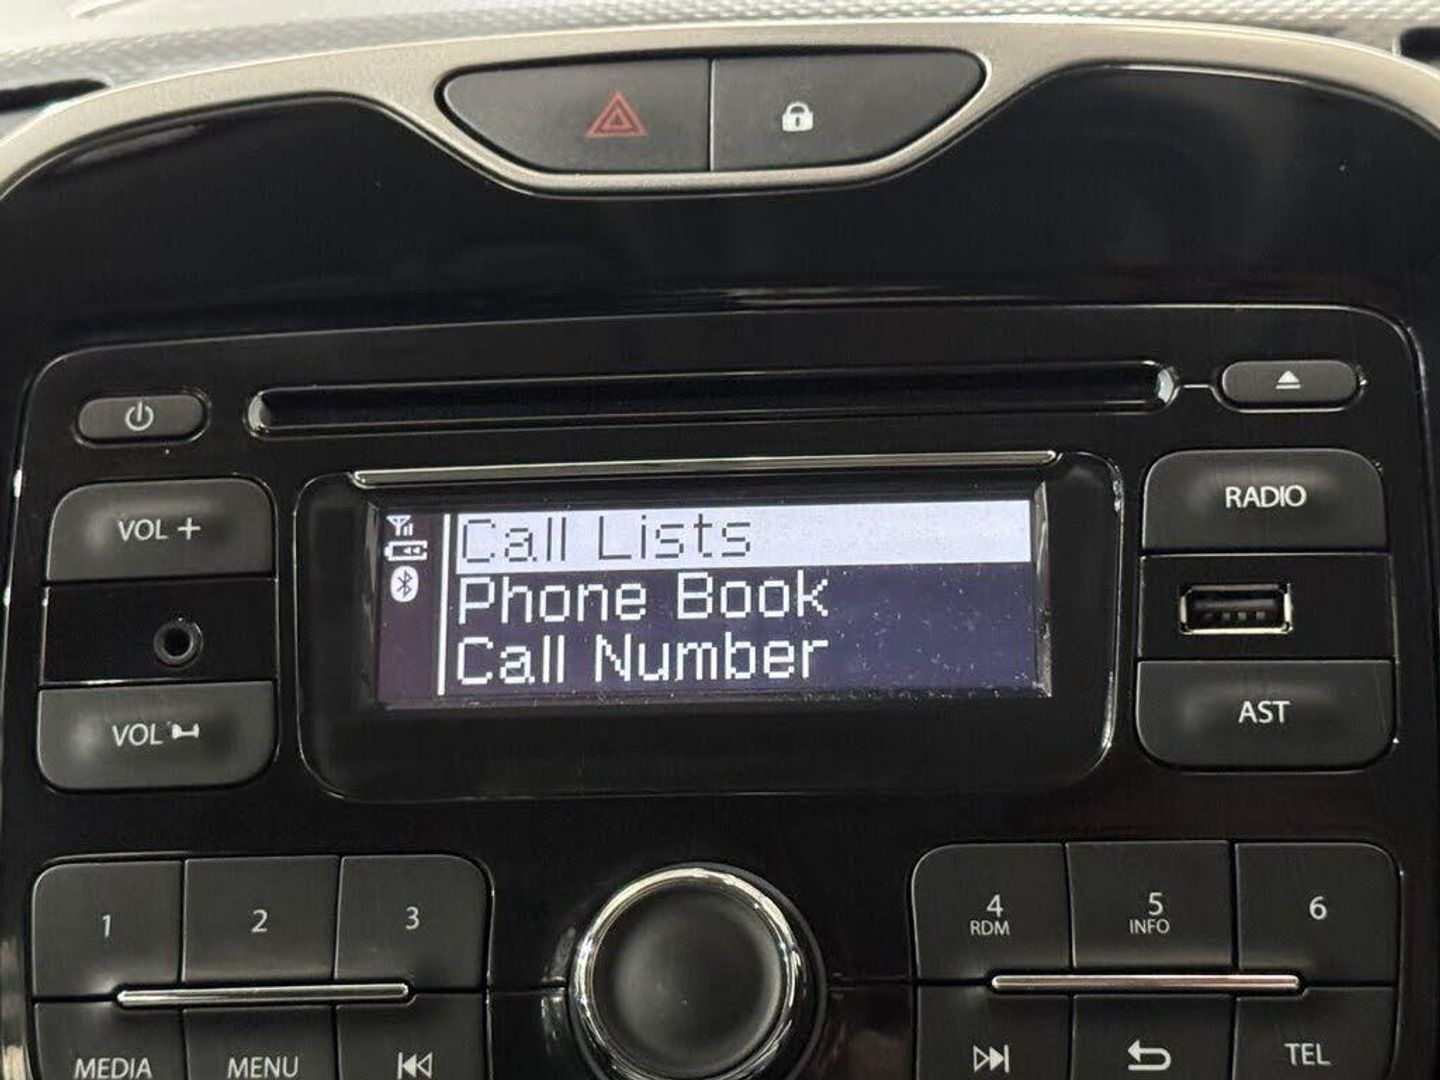 VOL +
Call Lists
Phone Book
Call Number
RADIO
VOL
AST
1
2
3
4
RDM
5
INFO
6
MEDIA
MENU
TEL